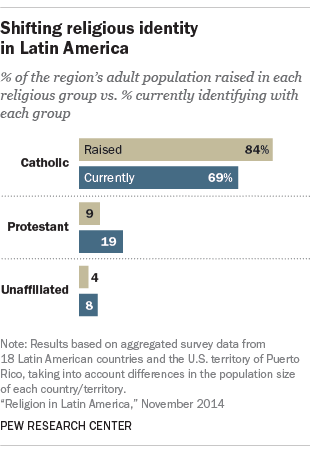 Shifting religious identity
in Latin America
% of the region's adult population raised in each
religious group vs. % currently identifying with
each group
Catholic
Raised 84%
Currently 69%
Protestant
9
19
Unaffiliated
4
8
Note: Results based on aggregated survey data from
18 Latin American countries and the U.S. territory of Puerto
Rico, taking into account differences in the population size
of each country/territory.
"Religion in Latin America," November 2014
PEW RESEARCH CENTER